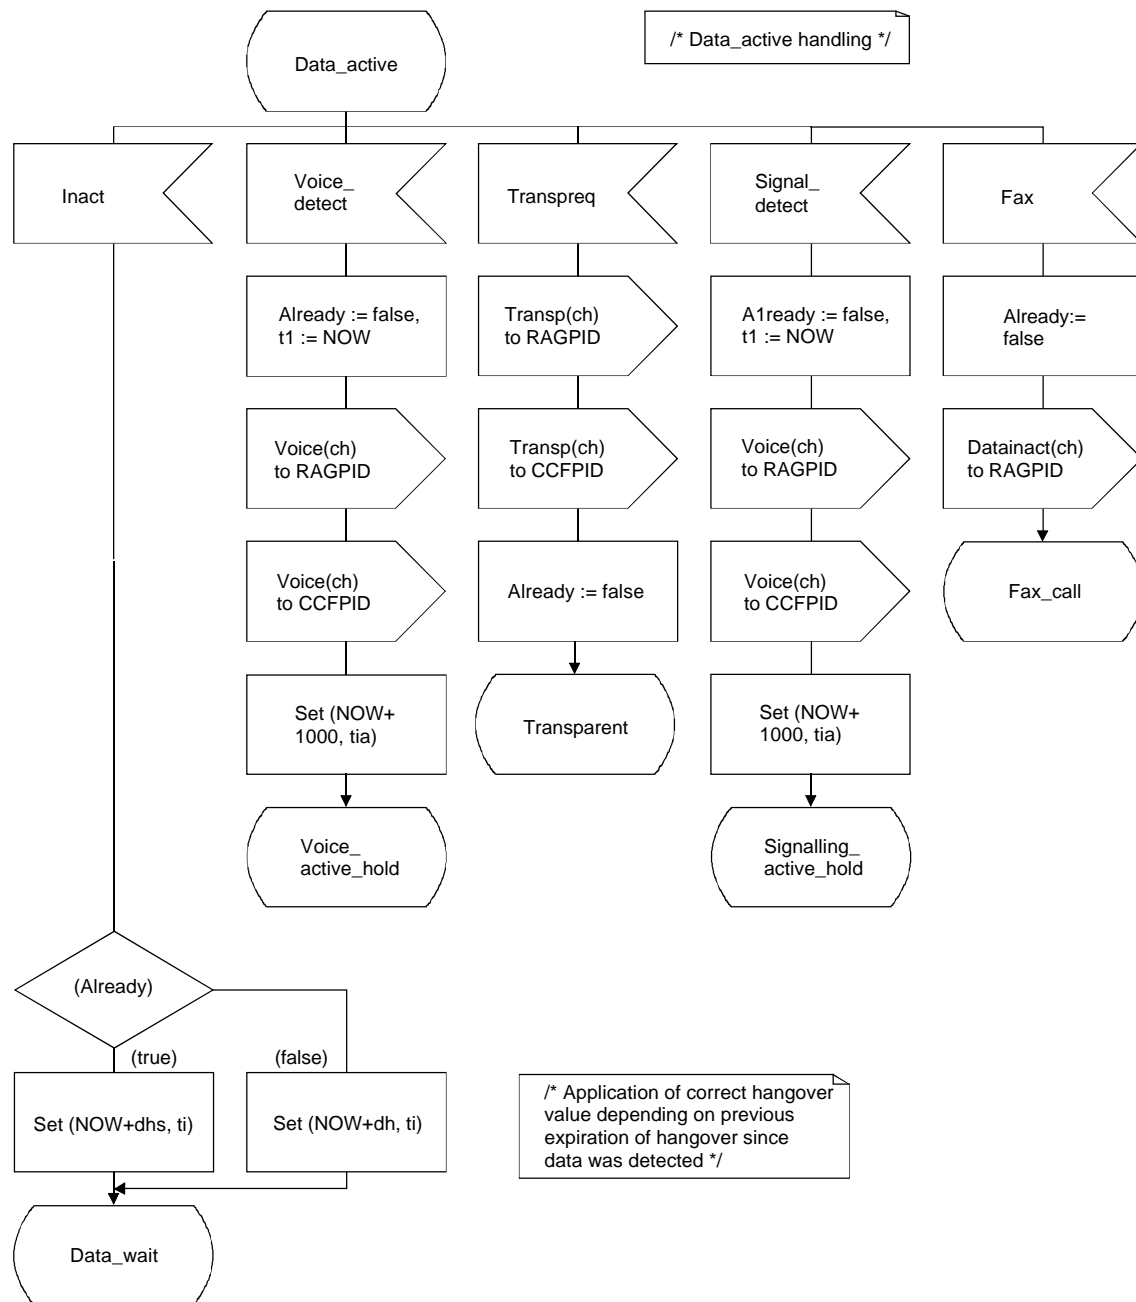 Data_active
/* Data_active handling */
Inact
Voice_
detect
Transpreq
Signal_
detect
Fax
Already := false,
t1 := NOW
Transp(ch)
to RAGPID
A1ready := false,
t1 := NOW
Already:=
false
Voice(ch)
to RAGPID
Transp(ch)
to CCFPID
Voice(ch)
to RAGPID
Datainact(ch)
to RAGPID
Voice(ch)
to CCFPID
Already := false
Voice(ch)
to CCFPID
Fax_call
Set (NOW+
1000, tia)
Transparent
Set (NOW+
1000, tia)
Voice_
active_hold
Signalling_
active_hold
(Already)
(true)
(false)
Set (NOW+dhs, ti)
Set (NOW+dh, ti)
/* Application of correct hangover
value depending on previous
expiration of hangover since
data was detected */
Data_wait